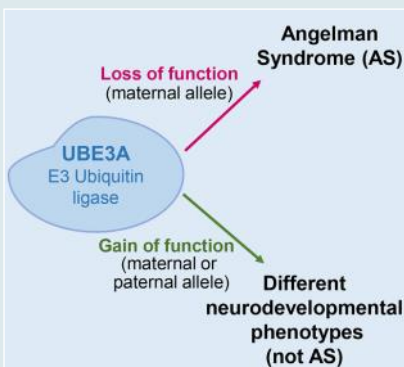 Angelman
Syndrome (AS)
Loss of function
(maternal allele)
UBE3A
E3 Ubiquitin
ligase
Gain of function
(maternal or
paternal allele)
Different
neurodevelopmental
phenotypes
(not AS)